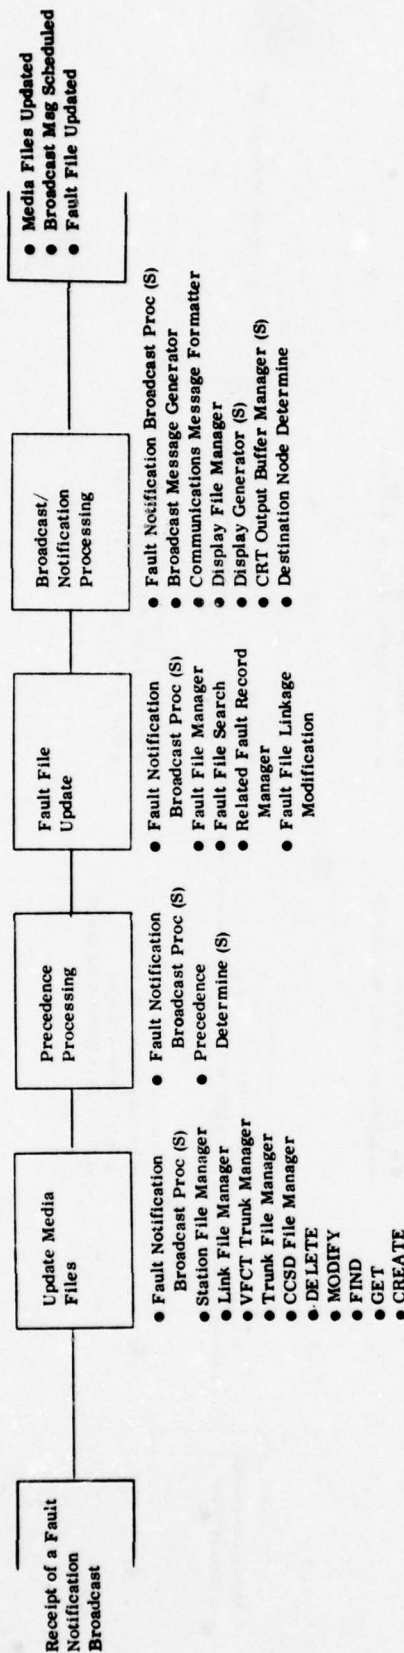 Receipt of a Fault
Notification
Broadcast
Update Media
Files
● Fault Notification
Broadcast Proc (S)
● Station File Manager
● Link File Manager
● VFCT Trunk Manager
● Trunk File Manager
● CCSD File Manager
● DELETE
● MODIFY
● FIND
● GET
● CREATE
Precedence
Processing
● Fault Notification
Broadcast Proc (S)
● Precedence
Determine (S)
Fault File
Update
● Fault Notification
Broadcast Proc (S)
● Fault File Manager
● Fault File Search
● Related Fault Record
Manager
● Fault File Linkage
Modification
Broadcast/
Notification
Processing
● Fault Notification Broadcast Proc (S)
● Broadcast Message Generator
● Communications Message Formatter
● Display File Manager
● Display Generator (S)
● CRT Output Buffer Manager (S)
● Destination Node Determine
● Media Files Updated
● Broadcast Msg Scheduled
● Fault File Updated